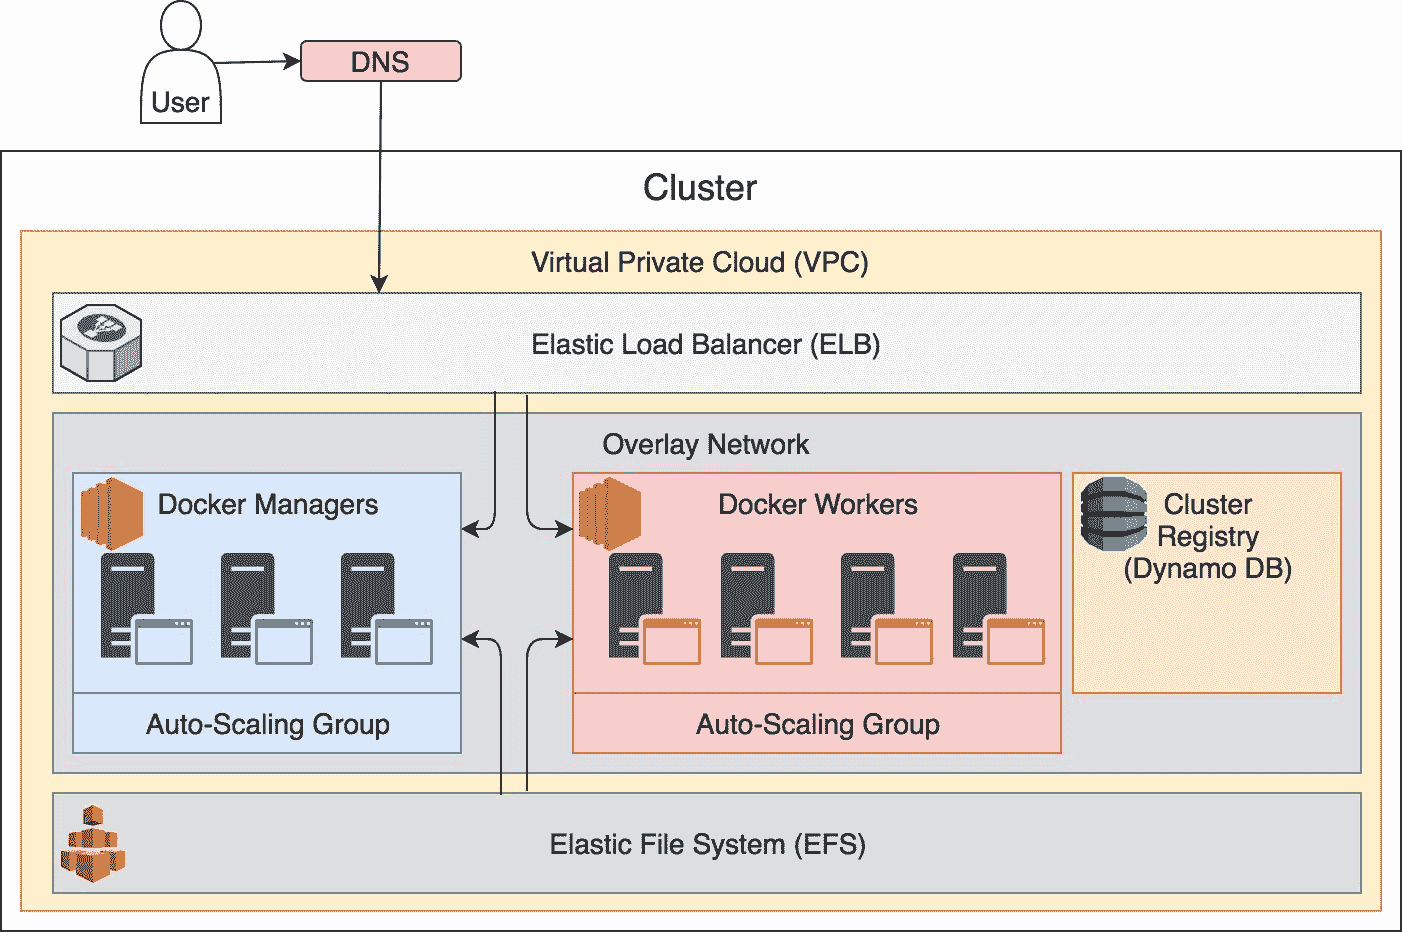 DNS
User
Cluster
Virtual Private Cloud (VPC)
Elastic Load Balancer (ELB)
Overlay Network
Docker Managers
Docker Workers
Cluster
Registry
(Dynamo DB)
Auto-Scaling Group
Auto-Scaling Group
Elastic File System (EFS)